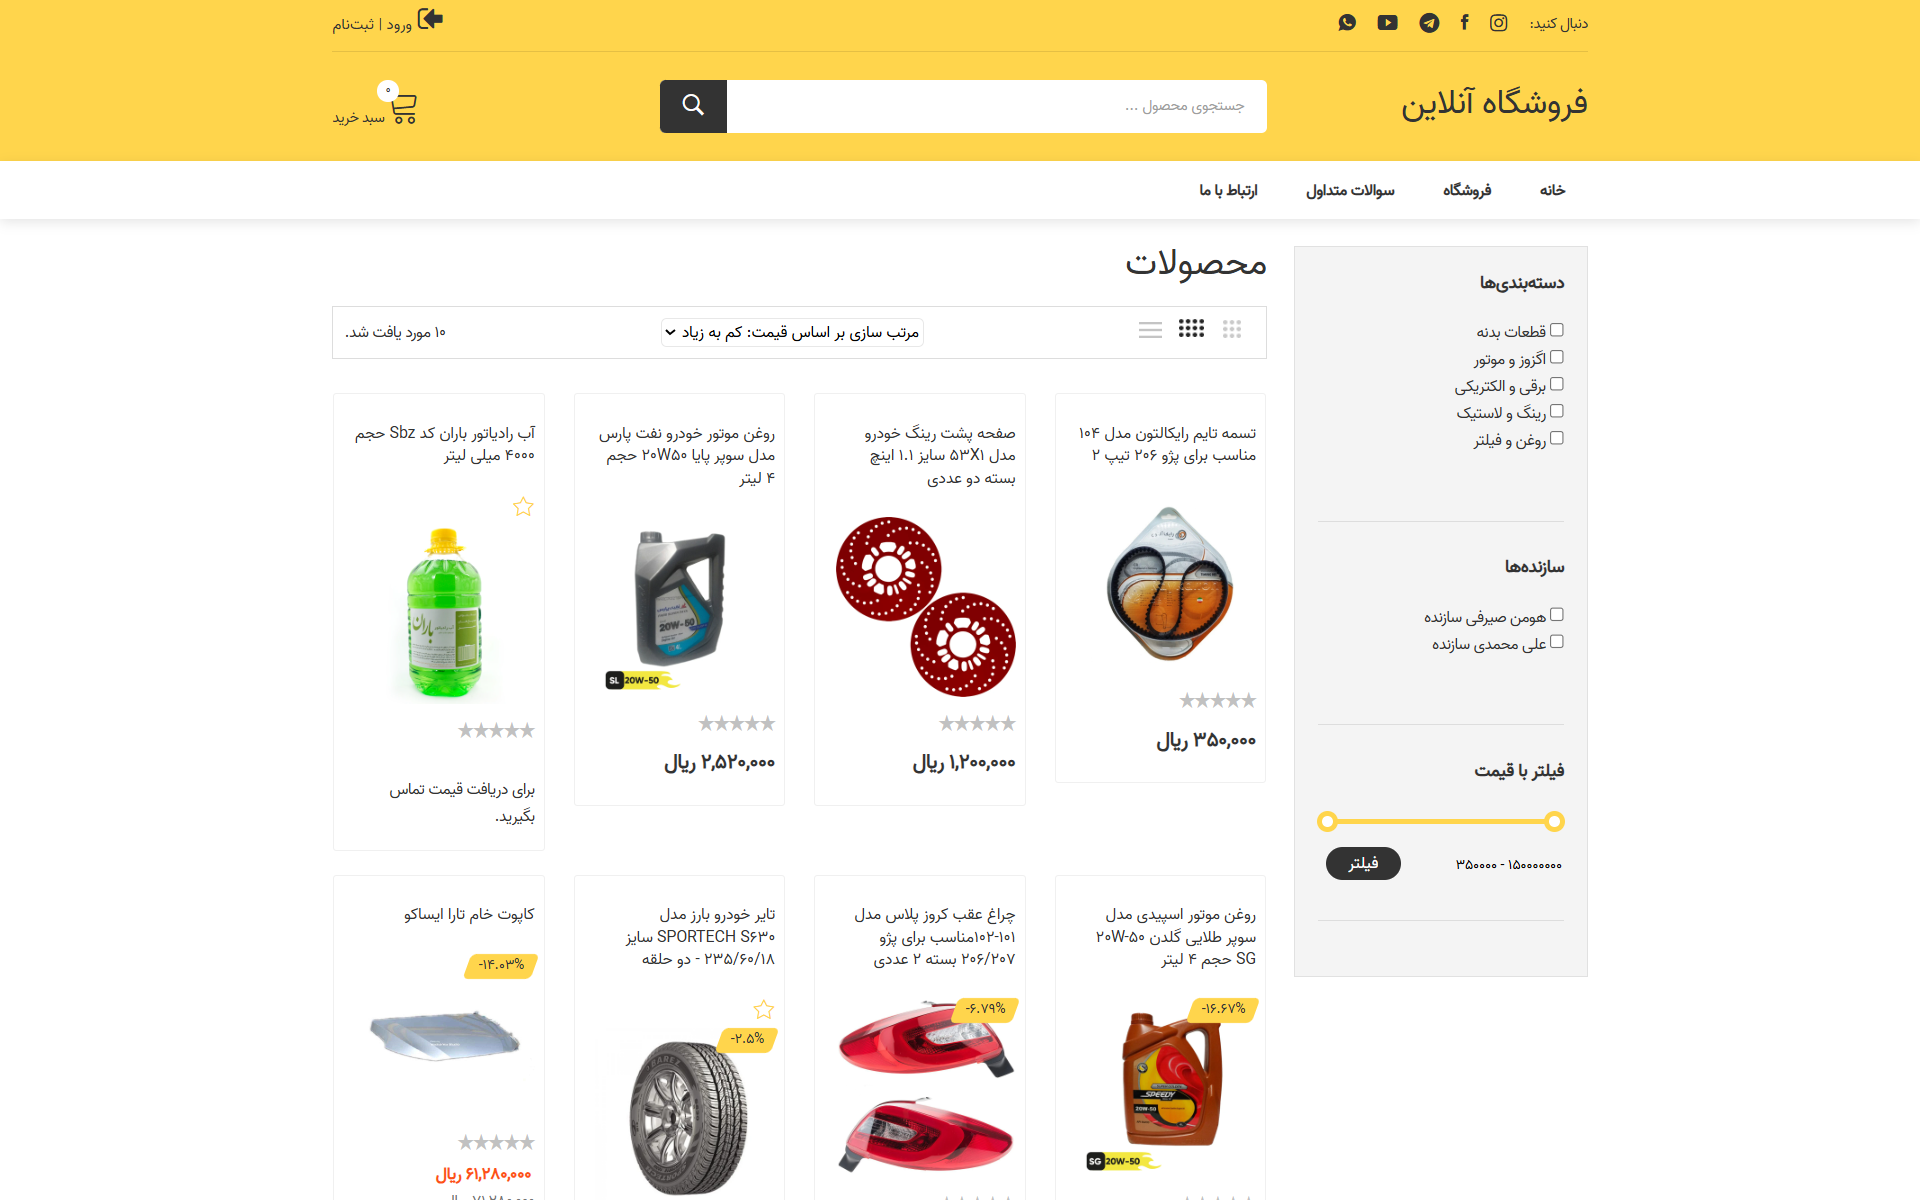 دنبال کنید:
ورود | ثبت‌نام
فروشگاه آنلاین
جستجوی محصول ...
۰
سبد خرید
خانه
فروشگاه
سوالات متداول
ارتباط با ما
دسته‌بندی‌ها
قطعات بدنه
اگزوز و موتور
برقی و الکتریکی
رینگ و لاستیک
روغن و فیلتر
سازنده‌ها
هومن صیرفی سازنده
علی محمدی سازنده
فیلتر با قیمت
۳۵۰۰۰۰ - ۱۵۰۰۰۰۰۰۰
فیلتر
محصولات
مرتب سازی بر اساس قیمت: کم به زیاد
۱۰ مورد یافت شد.
تسمه تایم رایکالتون مدل ۱۰۴
مناسب برای پژو ۲۰۶ تیپ ۲
۳۵۰,۰۰۰ ریال
صفحه پشت رینگ خودرو
مدل ۵۳X۱ سایز ۱.۱ اینچ
بسته دو عددی
۱,۲۰۰,۰۰۰ ریال
روغن موتور خودرو نفت پارس
مدل سوپر پایا ۲۰W۵۰ حجم
۴ لیتر
20W-50
SL 20W-50
۲,۵۲۰,۰۰۰ ریال
آب رادیاتور باران کد Sbz حجم
۴۰۰۰ میلی لیتر
باران
برای دریافت قیمت تماس
بگیرید.
روغن موتور اسپیدی مدل
سوپر طلایی گلدن ۲۰W-۵۰
SG حجم ۴ لیتر
-۱۶.۶۷%
SPEEDY
20W-50
SG 20W-50
چراغ عقب کروز پلاس مدل
۱۰۲-۱۰۱مناسب برای پژو
۲۰۶/۲۰۷ بسته ۲ عددی
-۶.۷۹%
تایر خودرو بارز مدل
SPORTECH S۶۳۰ سایز
۲۳۵/۶۰/۱۸ - دو حلقه
-۲.۵%
کاپوت خام تارا ایساکو
-۱۴.۰۳%
۶۱,۲۸۰,۰۰۰ ریال